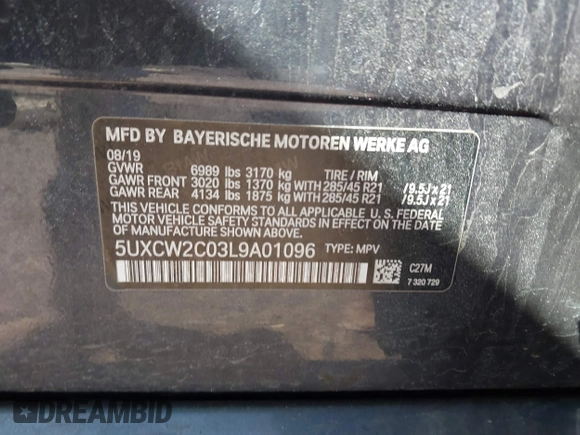 MFD BY BAYERISCHE MOTOREN WERKE AG
08/19
GVWR 6989 lbs 3170 kg TIRE / RIM
GAWR FRONT 3020 lbs 1370 kg WITH 285/45 R21 /9.5J x 21
GAWR REAR 4134 lbs 1875 kg WITH 285/45 R21 /9.5J x 21
THIS VEHICLE CONFORMS TO ALL APPLICABLE U. S. FEDERAL
MOTOR VEHICLE SAFETY STANDARDS IN EFFECT ON THE DATE
OF MANUFACTURE SHOWN ABOVE.
5UXCW2C03L9A01096 TYPE: MPV
C27M
7 320 729
DREAMBID